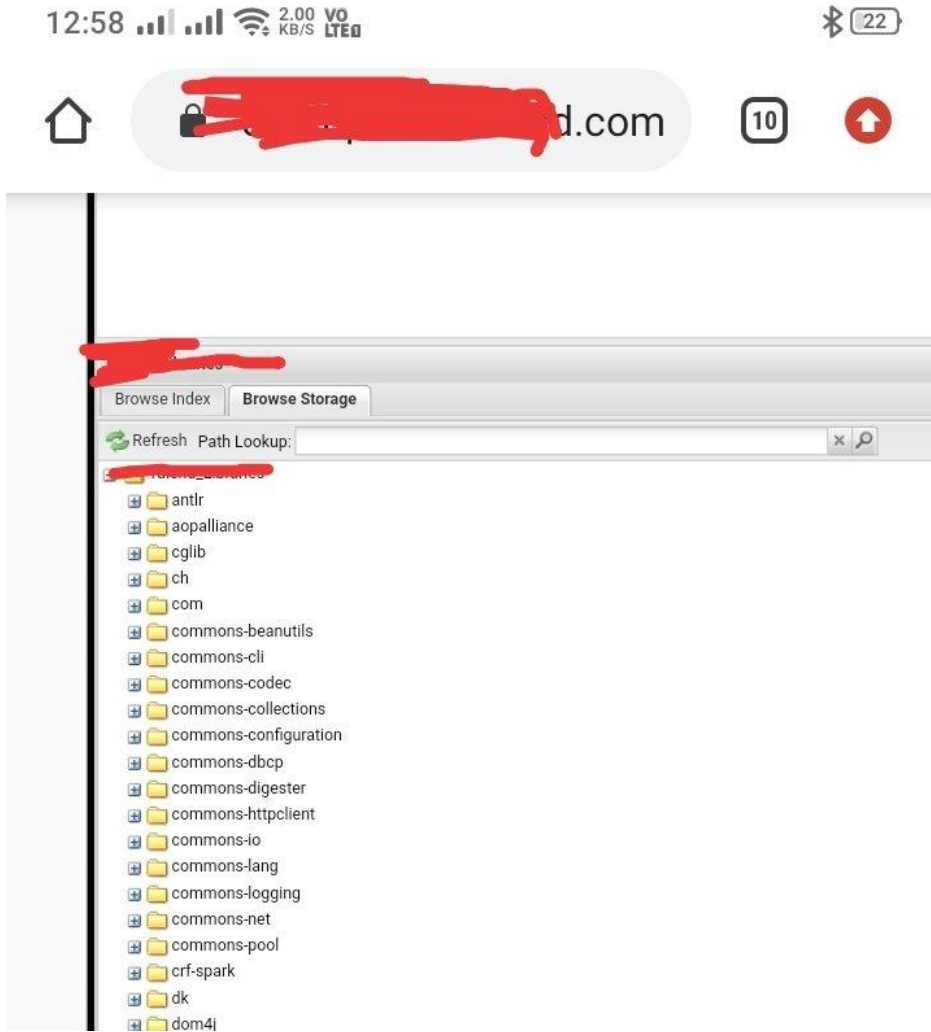 12:58 2.00 KB/S VO LTE 22
d.com 10
Browse Index Browse Storage
Refresh Path Lookup:
antlr
aopalliance
cglib
ch
com
commons-beanutils
commons-cli
commons-codec
commons-collections
commons-configuration
commons-dbcp
commons-digester
commons-httpclient
commons-io
commons-lang
commons-logging
commons-net
commons-pool
crf-spark
dk
dom4j